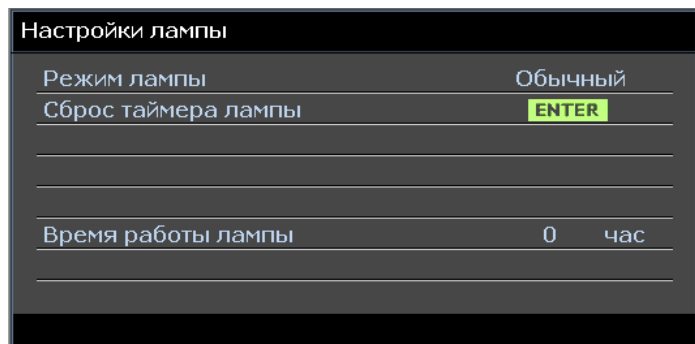 Настройки лампы
Режим лампы Обычный
Сброс таймера лампы ENTER
Время работы лампы 0 час